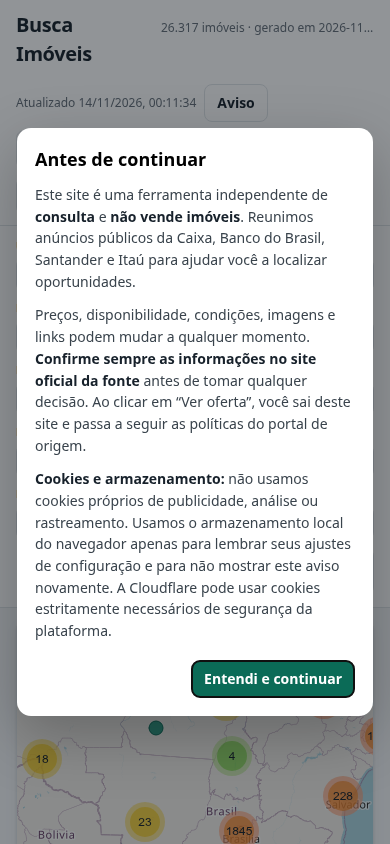 Busca
Imóveis
26.317 imóveis · gerado em 2026-11...
Atualizado 14/11/2026, 00:11:34
Aviso
Antes de continuar
Este site é uma ferramenta independente de
consulta e não vende imóveis. Reunimos
anúncios públicos da Caixa, Banco do Brasil,
Santander e Itaú para ajudar você a localizar
oportunidades.
Preços, disponibilidade, condições, imagens e
links podem mudar a qualquer momento.
Confirme sempre as informações no site
oficial da fonte antes de tomar qualquer
decisão. Ao clicar em “Ver oferta”, você sai deste
site e passa a seguir as políticas do portal de
origem.
Cookies e armazenamento: não usamos
cookies próprios de publicidade, análise ou
rastreamento. Usamos o armazenamento local
do navegador apenas para lembrar seus ajustes
de configuração e para não mostrar este aviso
novamente. A Cloudflare pode usar cookies
estritamente necessários de segurança da
plataforma.
Entendi e continuar
18
4
228
Salvador
Brasil
23
1845
Brasília
Bolivia